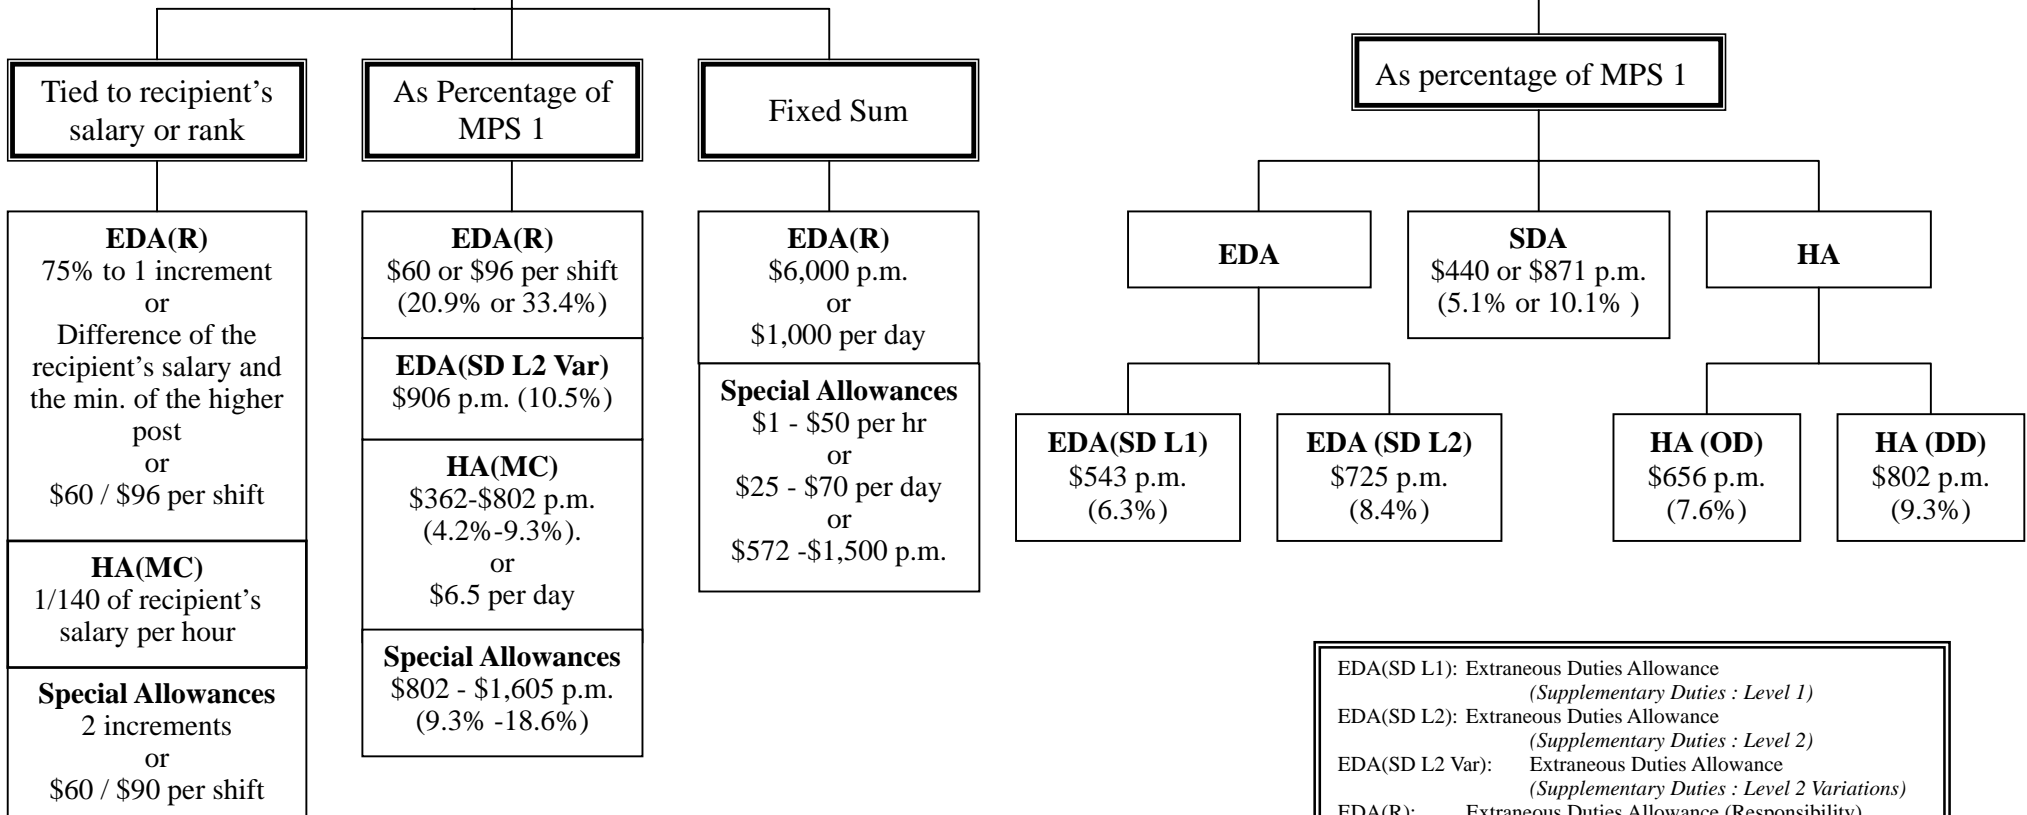 Tied to recipient's
salary or rank
EDA(R)
75% to 1 increment
or
Difference of the
recipient's salary and
the min. of the higher
post
or
$60 / $96 per shift
HA(MC)
1/140 of recipient's
salary per hour
Special Allowances
2 increments
or
$60 / $90 per shift
As Percentage of
MPS 1
EDA(R)
$60 or $96 per shift
(20.9% or 33.4%)
EDA(SD L2 Var)
$906 p.m. (10.5%)
HA(MC)
$362-$802 p.m.
(4.2%-9.3%).
or
$6.5 per day
Special Allowances
$802 - $1,605 p.m.
(9.3% -18.6%)
Fixed Sum
EDA(R)
$6,000 p.m.
or
$1,000 per day
Special Allowances
$1 - $50 per hr
or
$25 - $70 per day
or
$572 -$1,500 p.m.
As percentage of MPS 1
EDA
EDA(SD L1)
$543 p.m.
(6.3%)
EDA (SD L2)
$725 p.m.
(8.4%)
SDA
$440 or $871 p.m.
(5.1% or 10.1% )
HA
HA (OD)
$656 p.m.
(7.6%)
HA (DD)
$802 p.m.
(9.3%)
EDA(SD L1): Extraneous Duties Allowance
(Supplementary Duties : Level 1)
EDA(SD L2): Extraneous Duties Allowance
(Supplementary Duties : Level 2)
EDA(SD L2 Var): Extraneous Duties Allowance
(Supplementary Duties : Level 2 Variations)
EDA(R): Extraneous Duties Allowance (Responsibility)